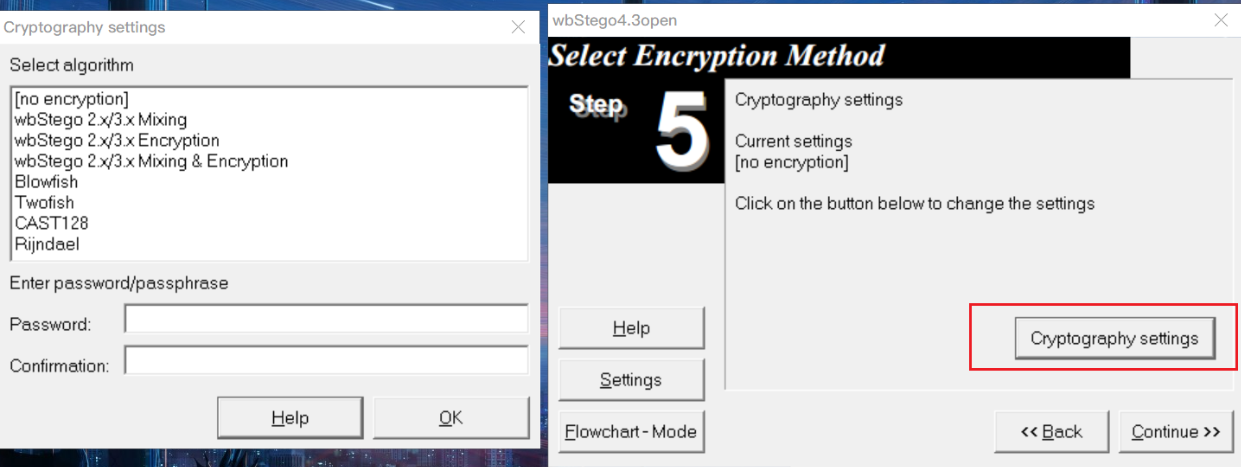 Cryptography settings
Select algorithm
[no encryption]
wbStego 2.x/3.x Mixing
wbStego 2.x/3.x Encryption
wbStego 2.x/3.x Mixing & Encryption
Blowfish
Twofish
CAST128
Rijndael
Enter password/passphrase
Password:
Confirmation:
Help
OK
wbStego4.3open
Select Encryption Method
Step 5
Cryptography settings
Current settings
[no encryption]
Click on the button below to change the settings
Cryptography settings
Help
Settings
Flowchart-Mode
<< Back
Continue >>